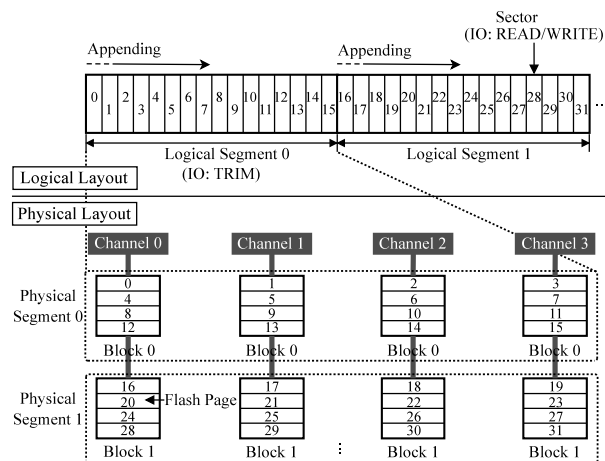 Sector
(IO: READ/WRITE)
Appending
Appending
0 1 2 3 4 5 6 7 8 9 10 11 12 13 14 15 16 17 18 19 20 21 22 23 24 25 26 27 28 29 30 31 ...
Logical Segment 0
(IO: TRIM)
Logical Segment 1
Logical Layout
Physical Layout
Channel 0 Channel 1 Channel 2 Channel 3
Physical
Segment 0
0 1 2 3
4 5 6 7
8 9 10 11
12 13 14 15
Block 0 Block 0 Block 0 Block 0
Physical
Segment 1
16 17 18 19
20 Flash Page 21 22 23
24 25 26 27
28 29 30 31
Block 1 Block 1 Block 1 Block 1